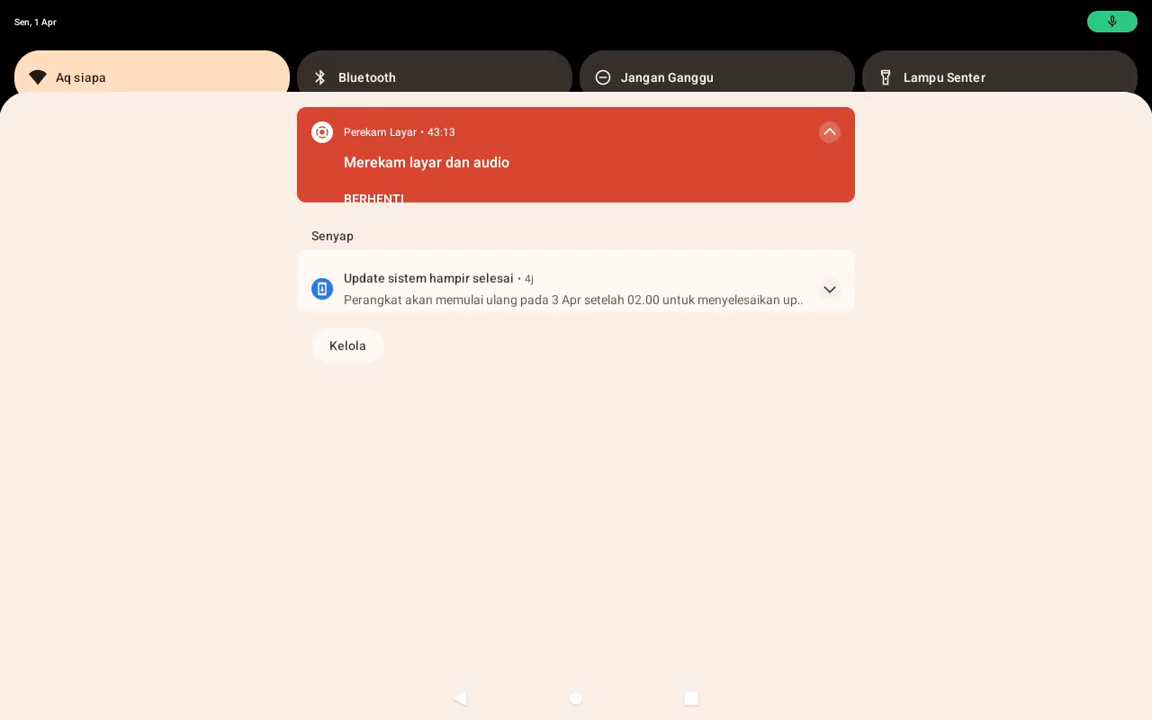 Sen, 1 Apr
Aq siapa
Bluetooth
Jangan Ganggu
Lampu Senter
Perekam Layar • 43:13
Merekam layar dan audio
BERHENTI
Senyap
Update sistem hampir selesai • 4j
Perangkat akan memulai ulang pada 3 Apr setelah 02.00 untuk menyelesaikan up..
Kelola